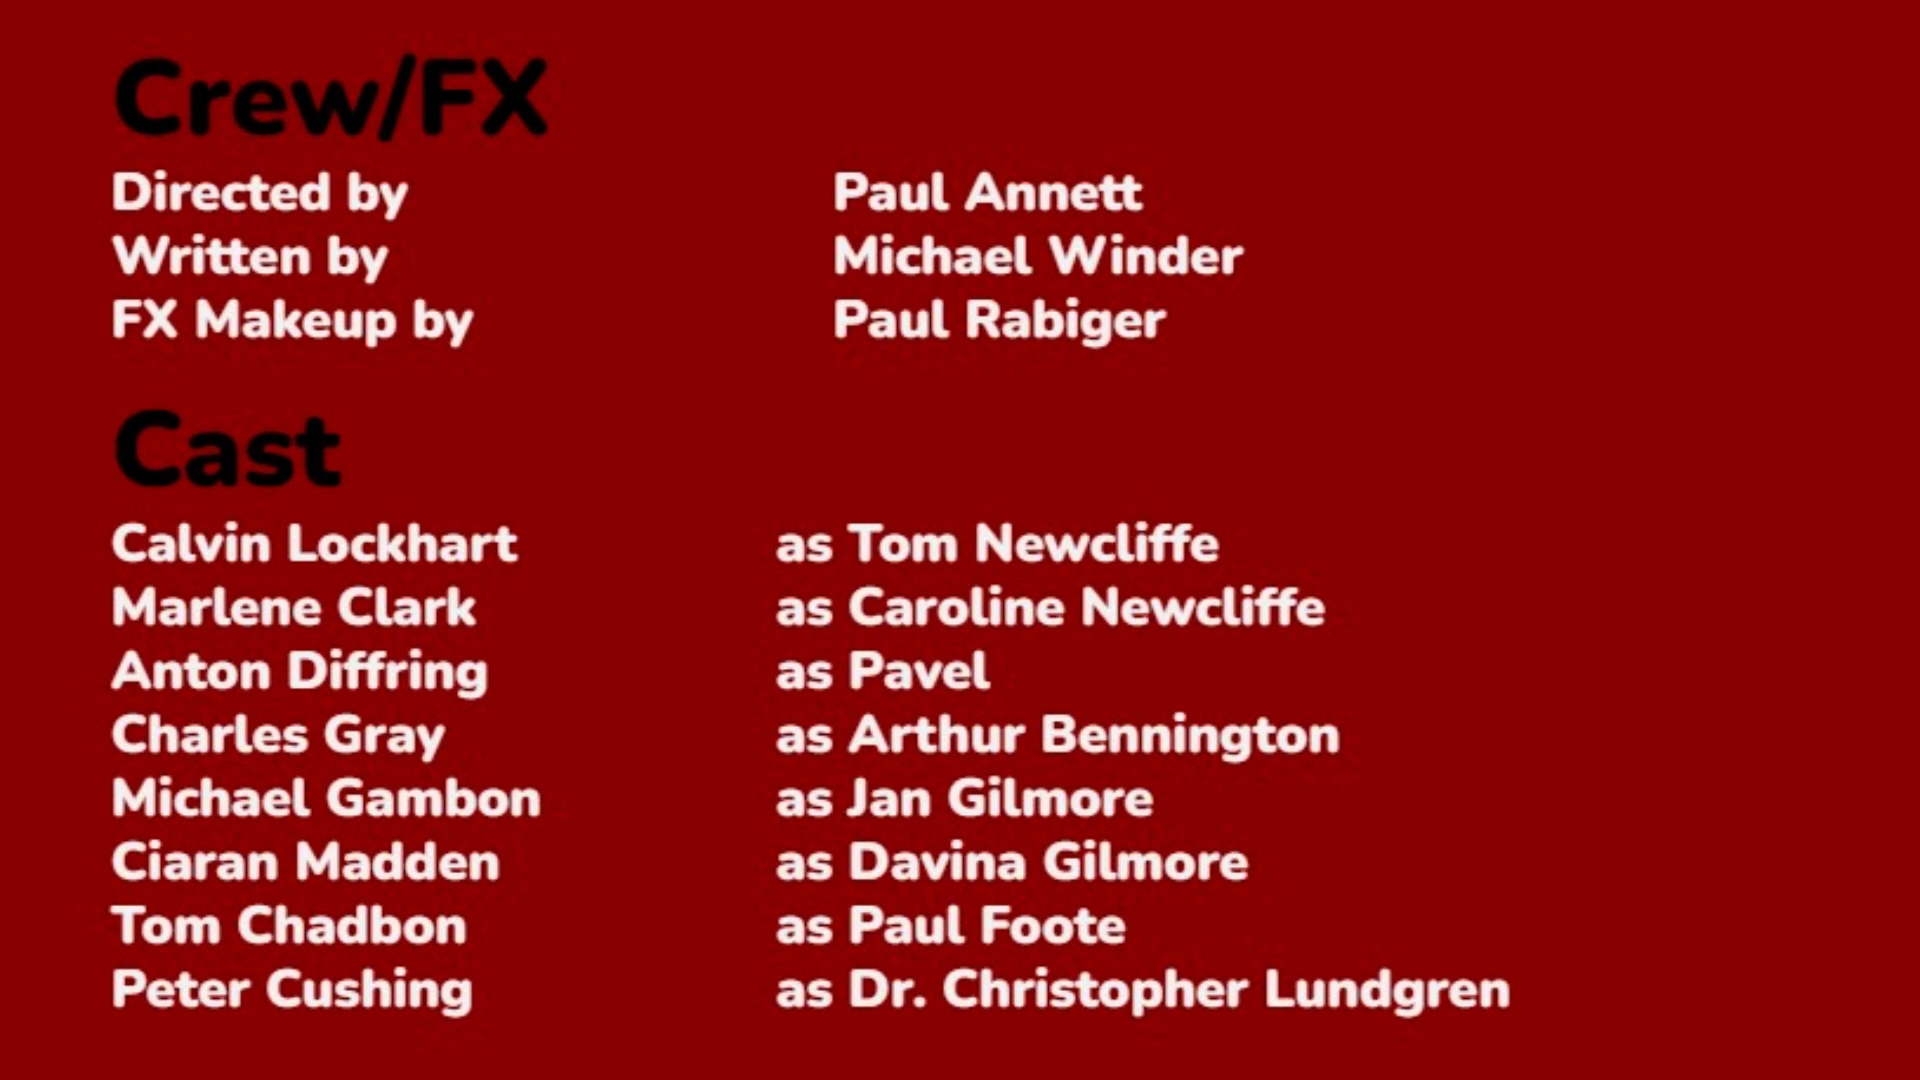 Crew/FX
Directed by Paul Annett
Written by Michael Winder
FX Makeup by Paul Rabiger
Cast
Calvin Lockhart as Tom Newcliffe
Marlene Clark as Caroline Newcliffe
Anton Diffring as Pavel
Charles Gray as Arthur Bennington
Michael Gambon as Jan Gilmore
Ciaran Madden as Davina Gilmore
Tom Chadbon as Paul Foote
Peter Cushing as Dr. Christopher Lundgren